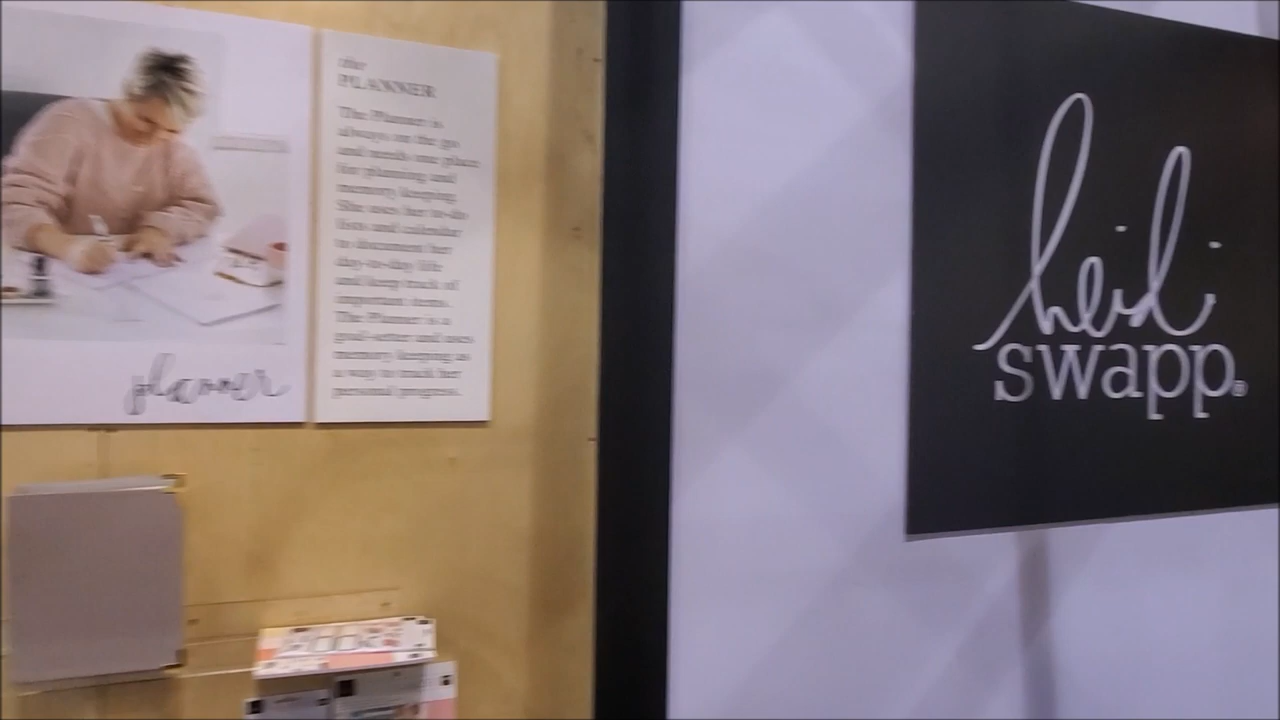 the
PLANNER
The Planner is
always on the go
and needs one place
for planning and
memory keeping.
She uses her to-do
lists and calendar
to document her
day-to-day life
and keep track of
important items.
The Planner is a
goal-setter and uses
memory keeping as
a way to track her
personal progress.
planner
heidi
swapp®